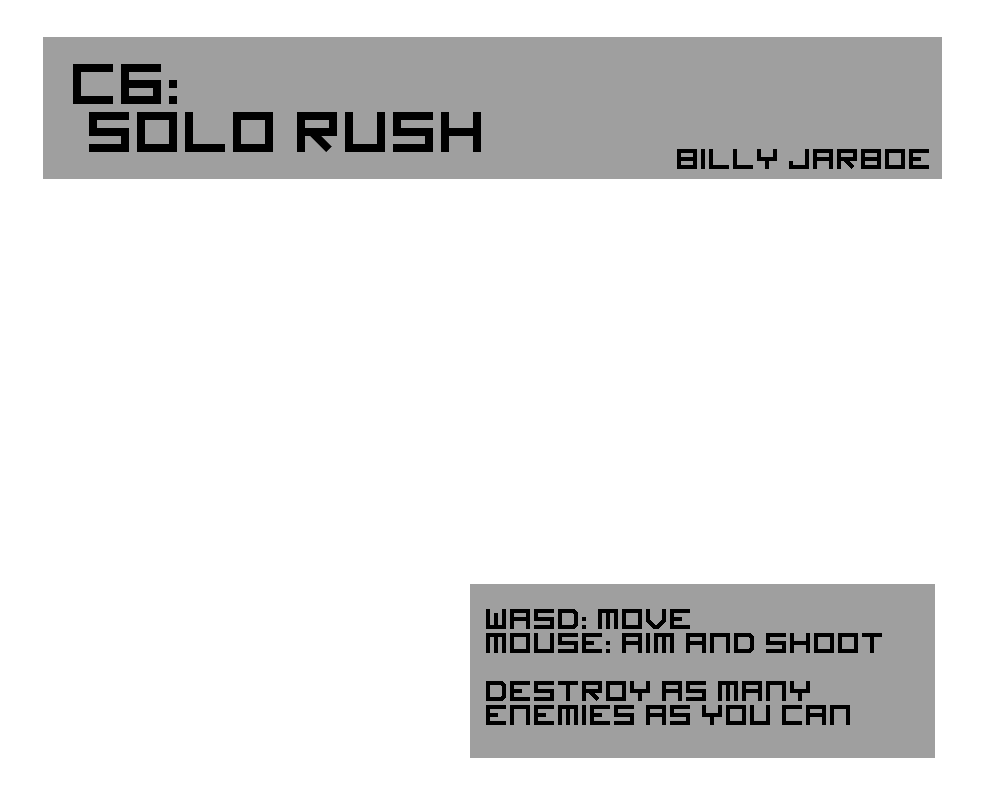 C6:
SOLO RUSH
BILLY JARBOE
WASD: MOVE
MOUSE: AIM AND SHOOT
DESTROY AS MANY
ENEMIES AS YOU CAN